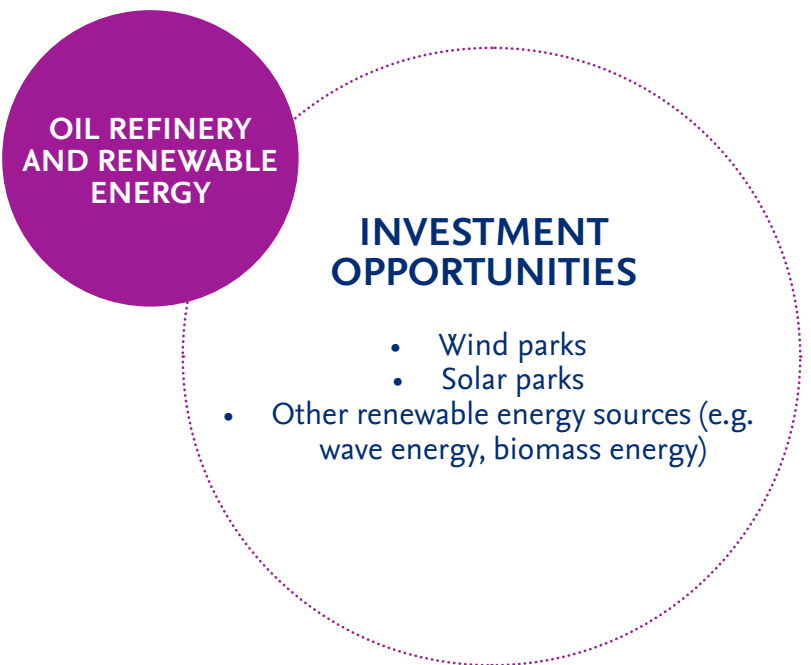 OIL REFINERY
AND RENEWABLE
ENERGY
INVESTMENT
OPPORTUNITIES
• Wind parks
• Solar parks
• Other renewable energy sources (e.g.
wave energy, biomass energy)